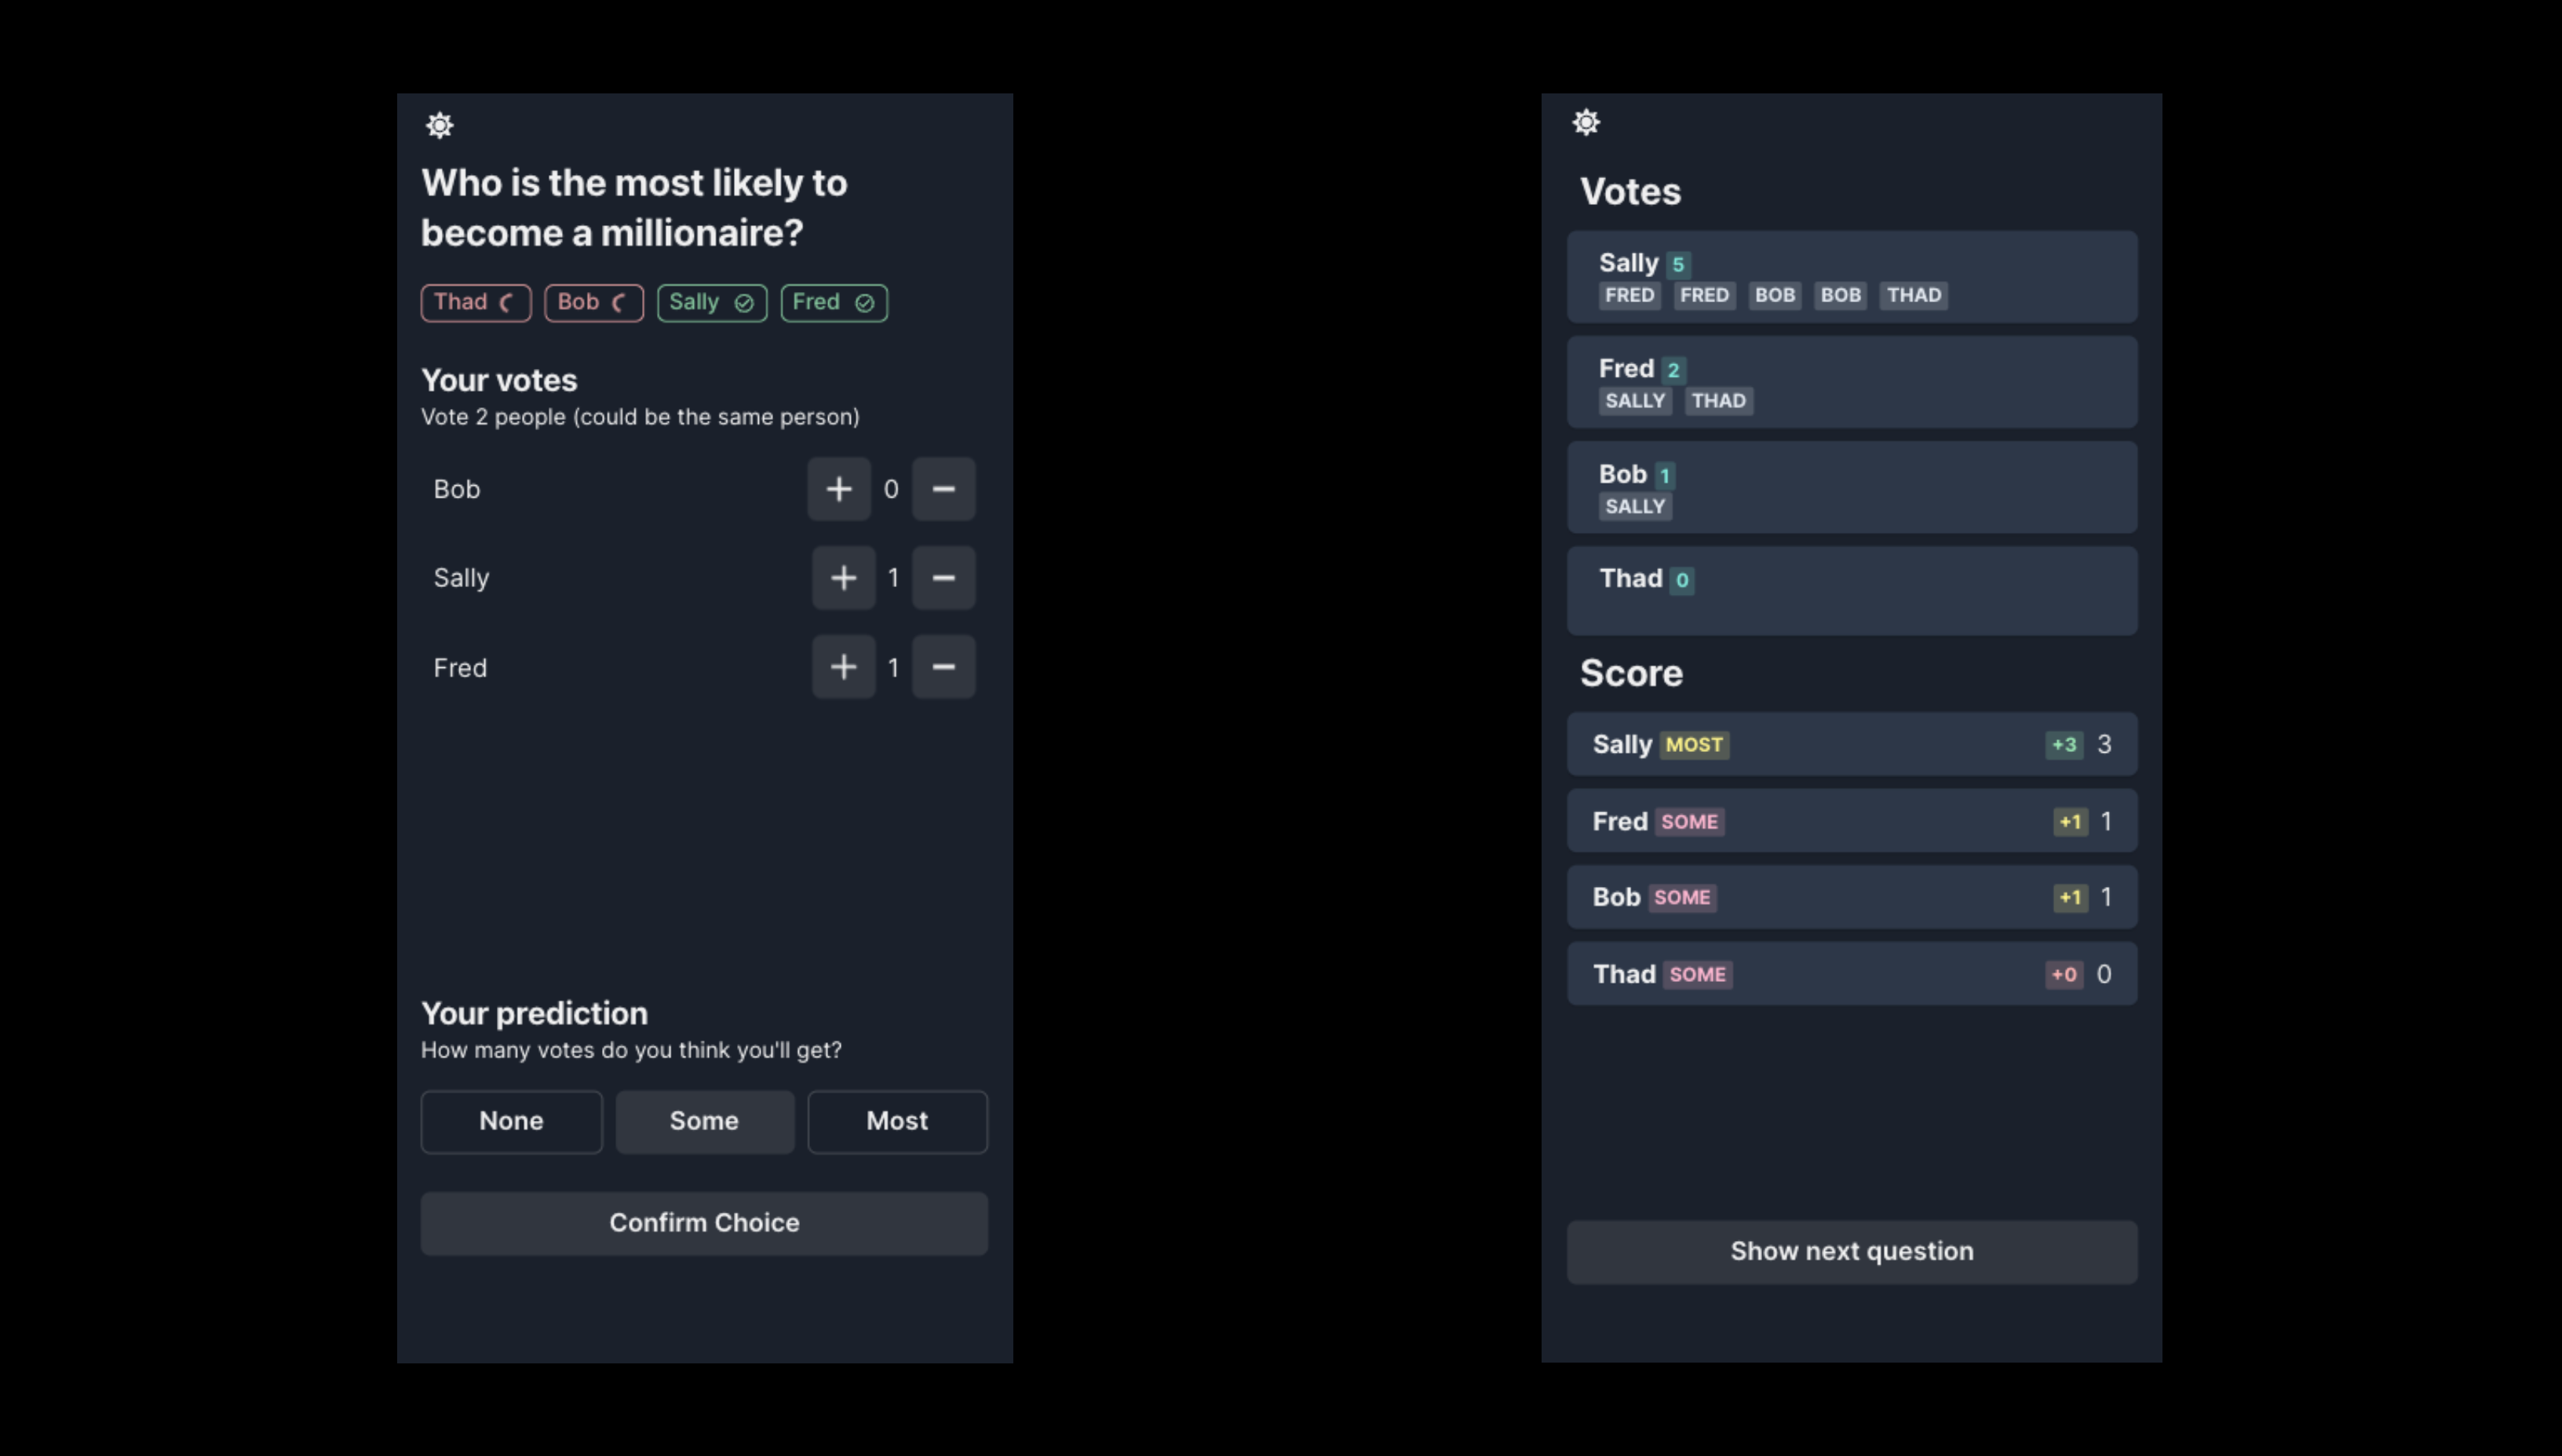 Who is the most likely to
become a millionaire?
Thad Bob Sally Fred
Your votes
Vote 2 people (could be the same person)
Bob + 0 −
Sally + 1 −
Fred + 1 −
Your prediction
How many votes do you think you'll get?
None Some Most
Confirm Choice
Votes
Sally 5
FRED FRED BOB BOB THAD
Fred 2
SALLY THAD
Bob 1
SALLY
Thad 0
Score
Sally MOST +3 3
Fred SOME +1 1
Bob SOME +1 1
Thad SOME +0 0
Show next question